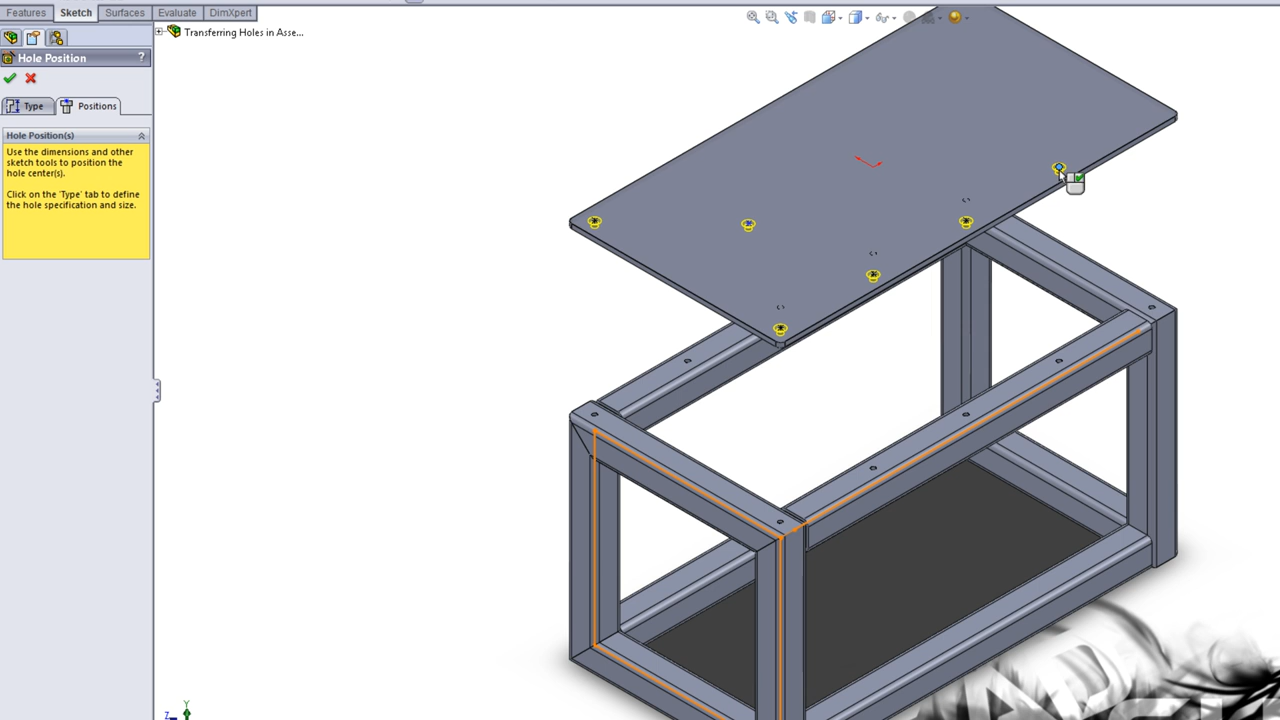 Features Sketch Surfaces Evaluate DimXpert
Transferring Holes in Asse...
Hole Position ?
Type Positions
Hole Position(s)
Use the dimensions and other
sketch tools to position the
hole center(s).
Click on the 'Type' tab to define
the hole specification and size.
Y
Z